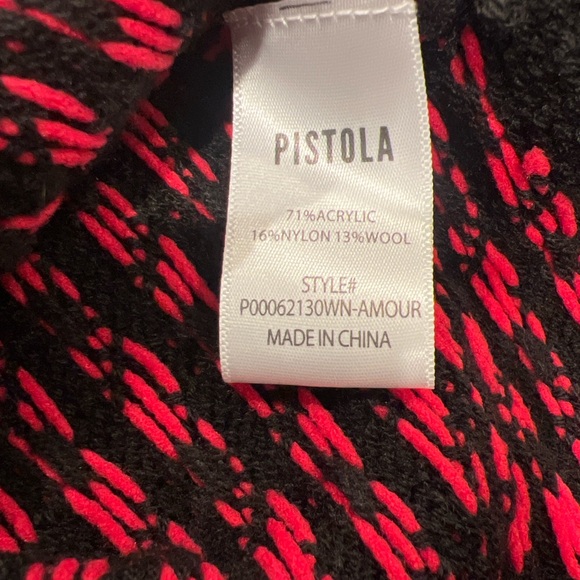 PISTOLA
71%ACRYLIC
16%NYLON 13%WOOL
STYLE#
P00062130WN-AMOUR
MADE IN CHINA